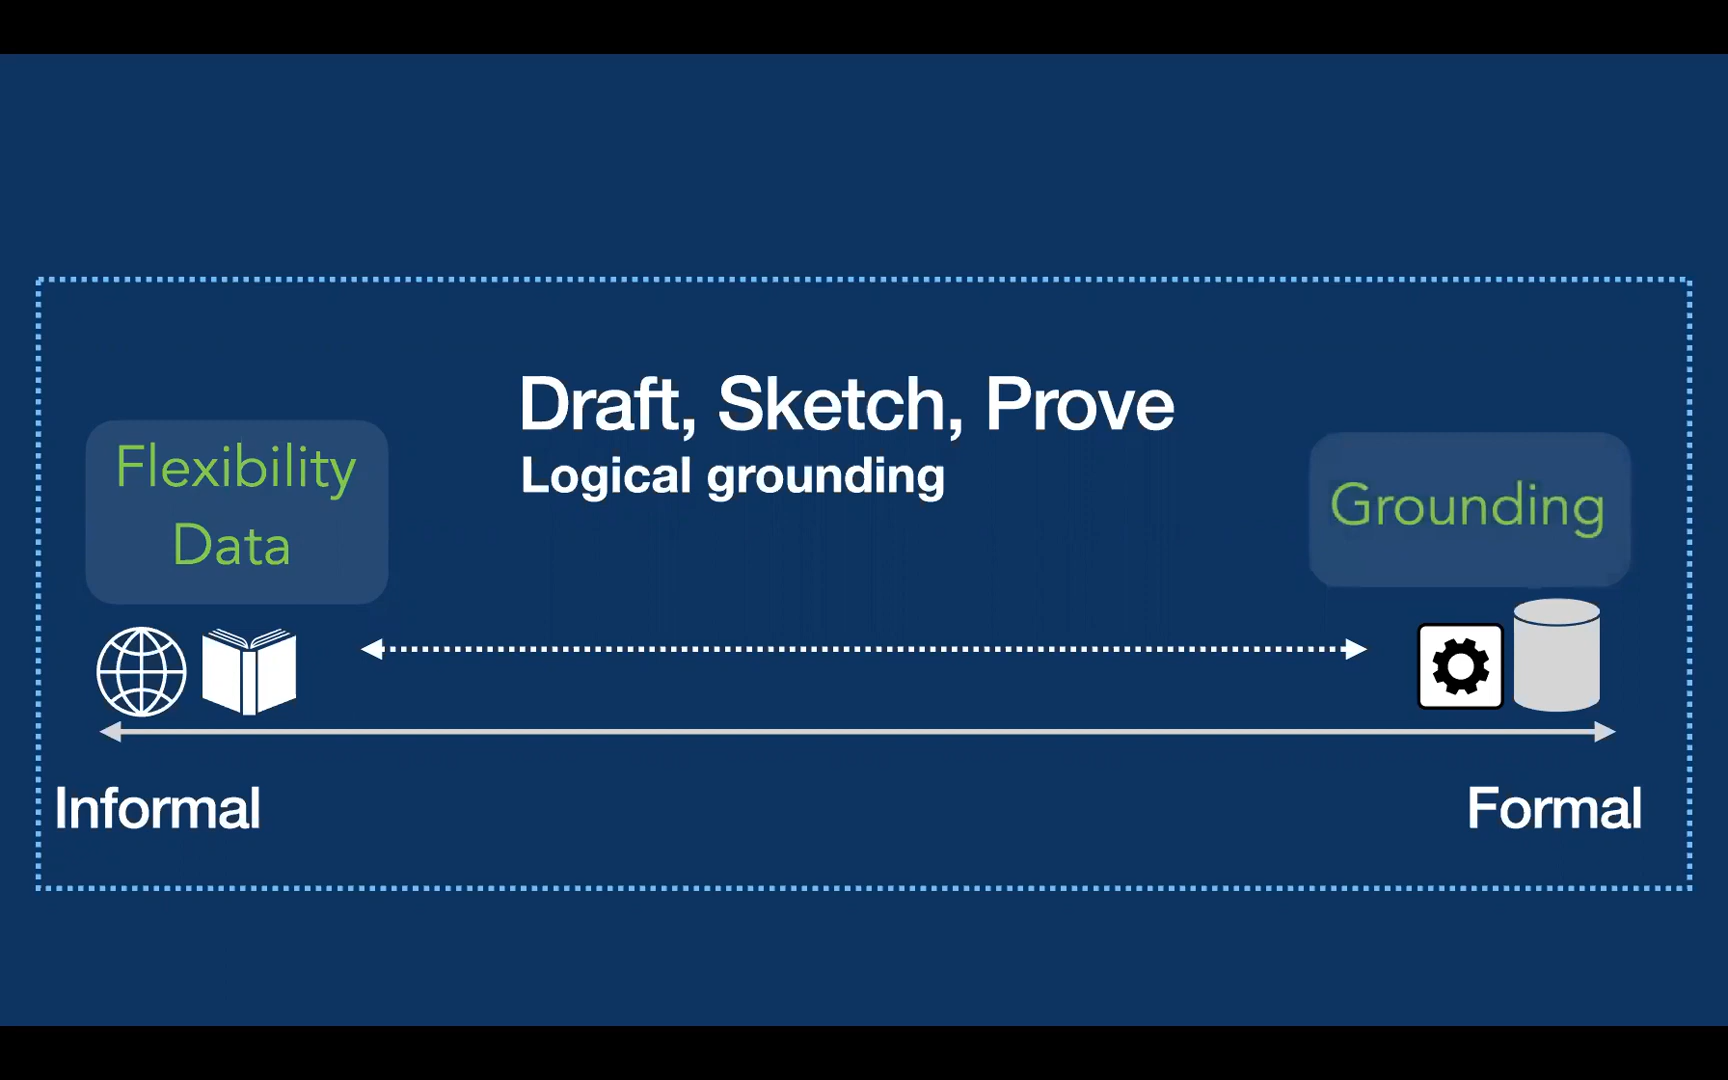 Draft, Sketch, Prove
Logical grounding
Flexibility
Data
Grounding
Informal
Formal